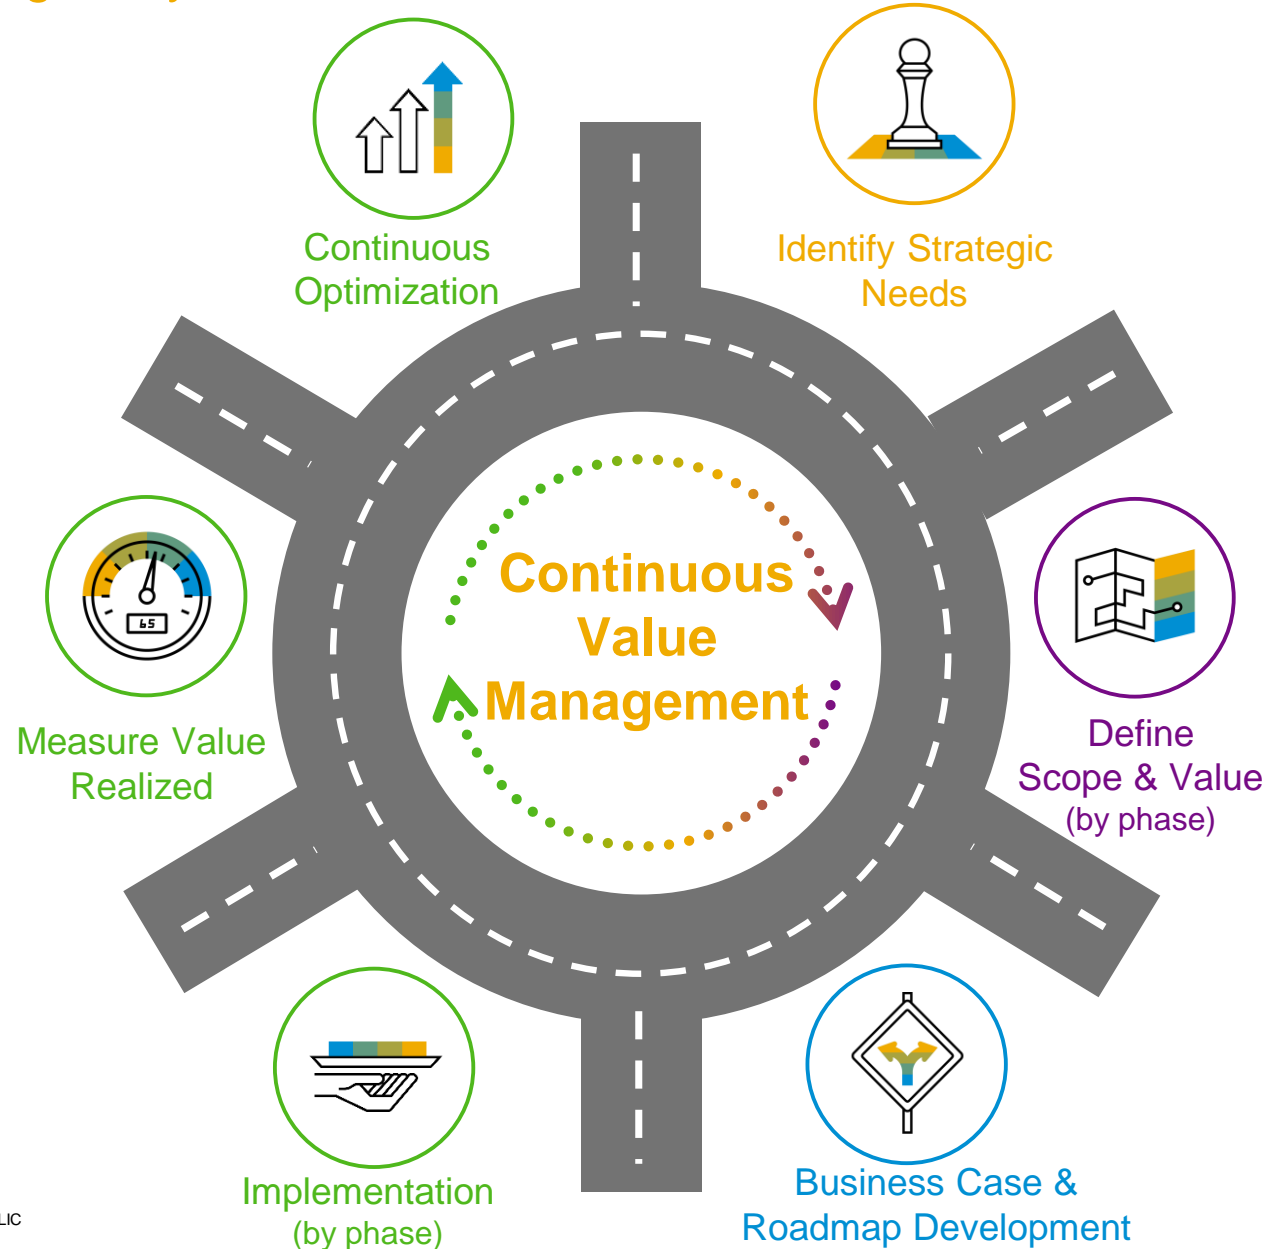 Continuous
Optimization
Identify Strategic
Needs
Continuous
Value
Management
65
Measure Value
Realized
Define
Scope & Value
(by phase)
Implementation
(by phase)
Business Case &
Roadmap Development
LIC